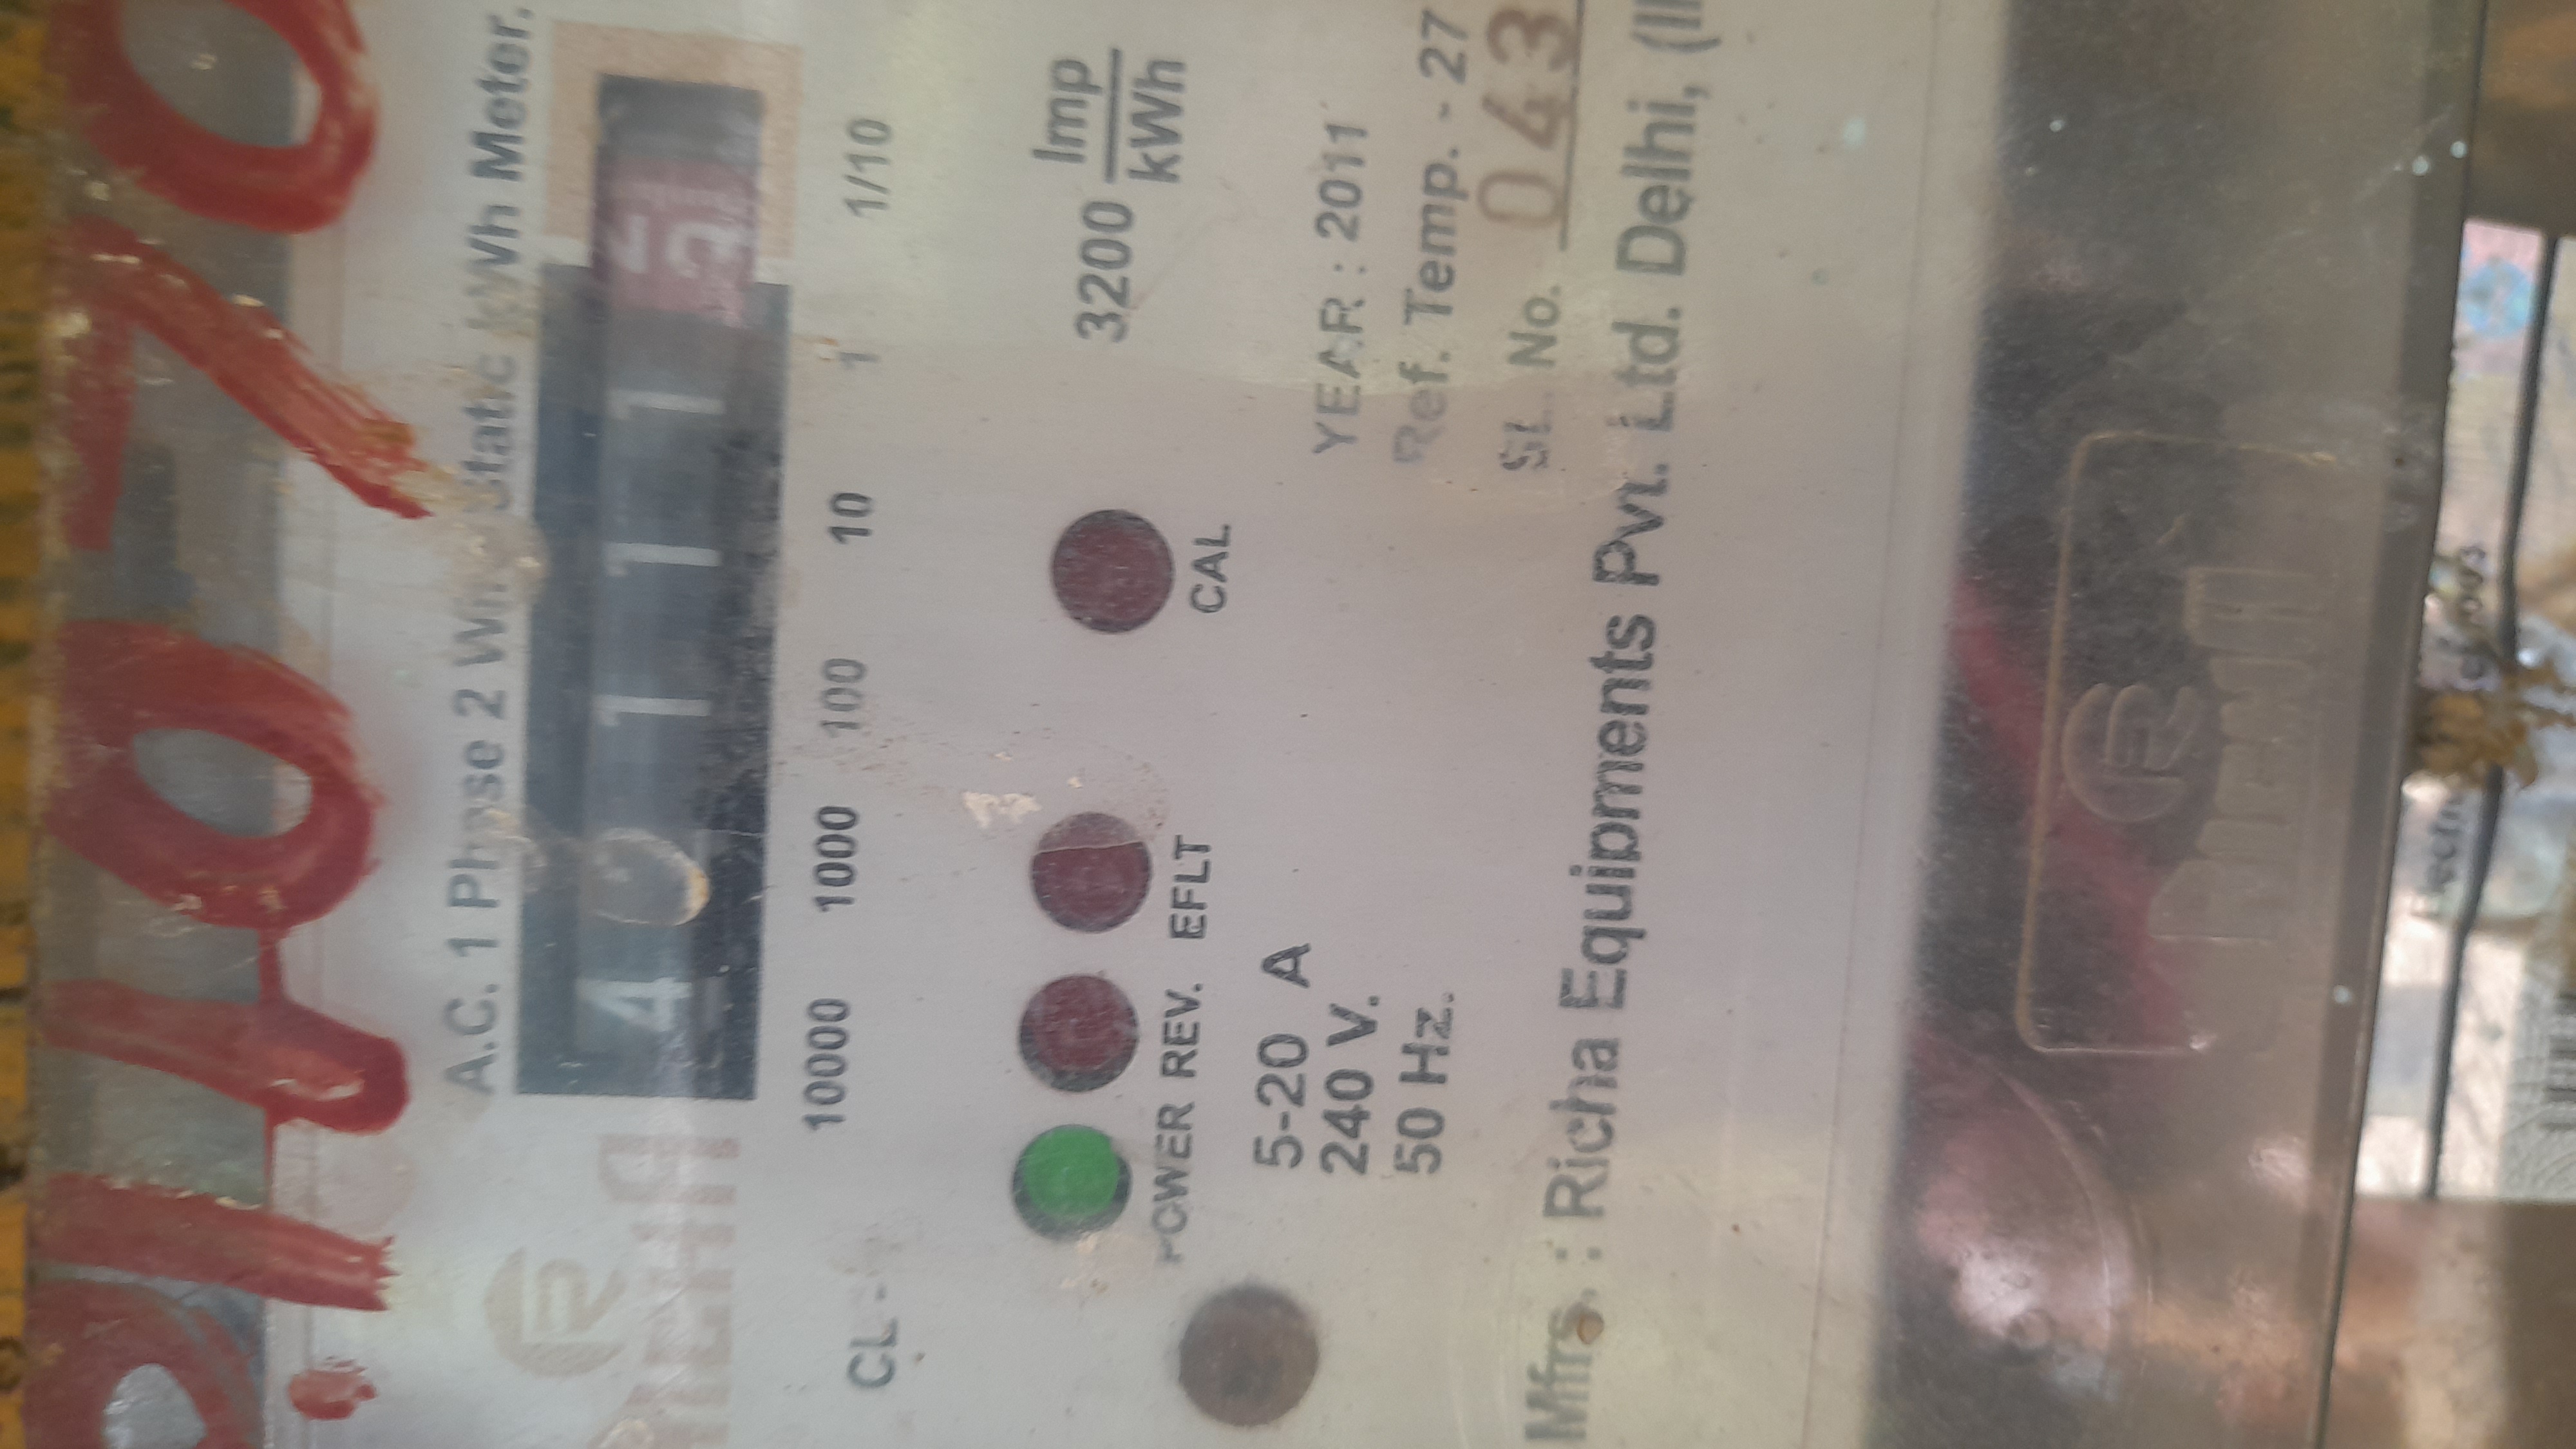 A.C. 1 Phase 2 Wire Static kWh Meter.
REHA
4 0 1 1 1
10000 1000 100 10 1 1/10
CL -
3200 Imp/kWh
POWER REV. EFLT CAL
5-20 A
240 V.
50 Hz.
YEAR : 2011
Ref. Temp. - 27
SL. No. 043
Mfrs. : Richa Equipments Pvt. Ltd. Delhi,